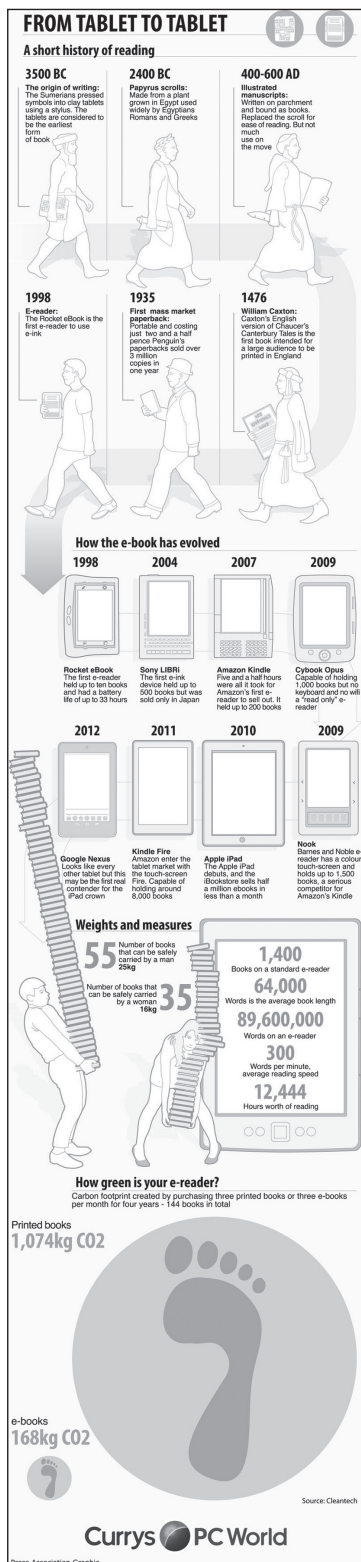 FROM TABLET TO TABLET
A short history of reading
3500 BC
The origin of writing:
The Sumerians pressed
symbols into clay tablets
using a stylus. The
tablets are considered to
be the earliest
form
of book
2400 BC
Papyrus scrolls:
Made from a plant
grown in Egypt used
widely by Egyptians
Romans and Greeks
400-600 AD
Illustrated
manuscripts:
Written on parchment
and bound as books.
Replaced the scroll for
ease of reading. But not
much
use on
the move
1998
E-reader:
The Rocket eBook is the
first e-reader to use
e-ink
1935
First mass market
paperback:
Portable and costing
just two and a half
pence Penguin's
paperbacks sold over
3 million
copies in
one year
1476
William Caxton:
Caxton's English
version of Chaucer's
Canterbury Tales is the
first book intended for
a large audience to be
printed in England
How the e-book has evolved
1998
Rocket eBook
The first e-reader
held up to ten books
and had a battery
life of up to 33 hours
2004
Sony LIBRi
The first e-ink
device held up to
500 books but was
sold only in Japan
2007
Amazon Kindle
Five and a half hours
were all it took for
Amazon's first e-
reader to sell out. It
held up to 200 books
2009
Cybook Opus
Capable of holding
1,000 books but no
keyboard and no wifi
a "read only" e-
reader
2012
Google Nexus
Looks like every
other tablet but this
may be the first real
contender for the
iPad crown
2011
Kindle Fire
Amazon enter the
tablet market with
the touch-screen
Fire. Capable of
holding around
8,000 books
2010
Apple iPad
The Apple iPad
debuts, and the
iBookstore sells half
a million ebooks in
less than a month
2009
Nook
Barnes and Noble e-
reader has a colour
touch-screen and
holds up to 1,500
books, a serious
competitor for
Amazon's Kindle
Weights and measures
55 Number of books
that can be safely
carried by a man
25kg
Number of books that
can be safely carried
by a woman
16kg
35
1,400
Books on a standard e-reader
64,000
Words is the average book length
89,600,000
Words on an e-reader
300
Words per minute,
average reading speed
12,444
Hours worth of reading
How green is your e-reader?
Carbon footprint created by purchasing three printed books or three e-books
per month for four years - 144 books in total
Printed books
1,074kg CO2
e-books
168kg CO2
Source: Cleantech
Currys PC World
Press Association Graphic